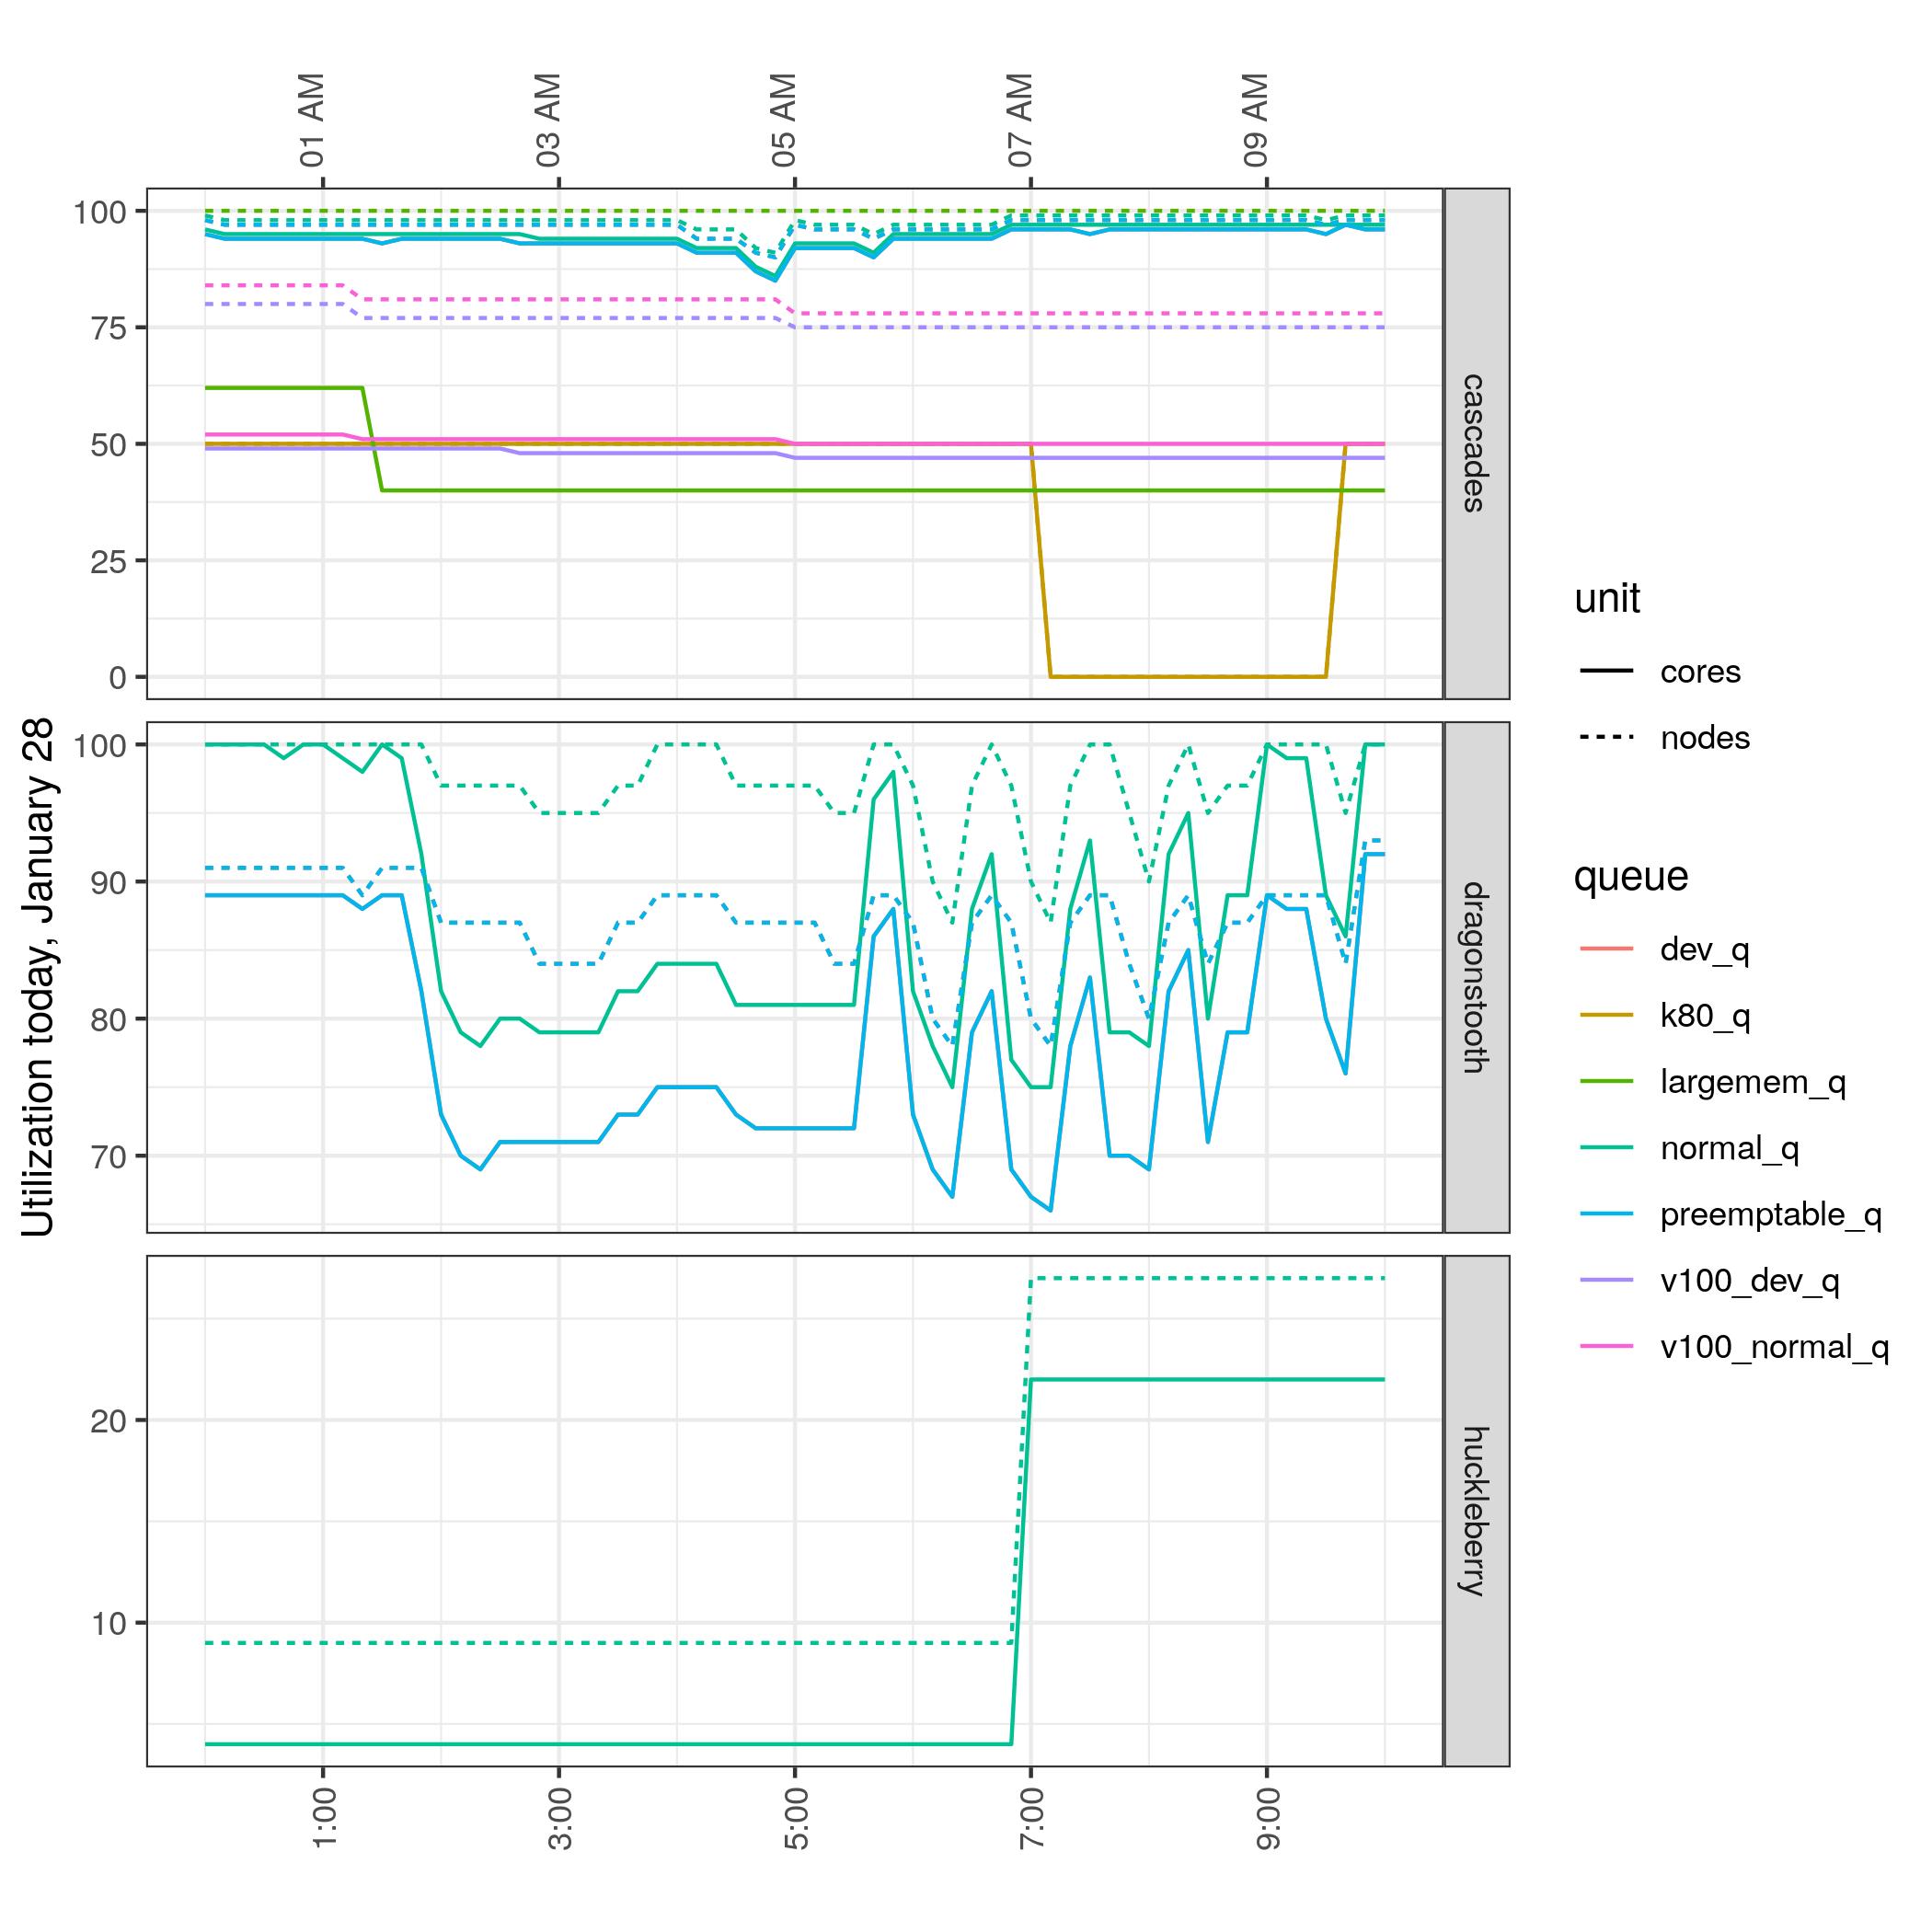 01 AM
03 AM
05 AM
07 AM
09 AM
Utilization today, January 28
100
75
50
25
0
cascades
100
90
80
70
dragonstooth
20
10
huckleberry
1:00
3:00
5:00
7:00
9:00
unit
cores
nodes
queue
dev_q
k80_q
largemem_q
normal_q
preemptable_q
v100_dev_q
v100_normal_q